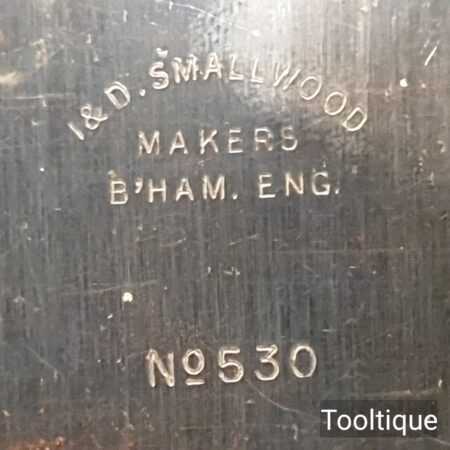 I&D. SMALLWOOD
MAKERS
B'HAM. ENG.
Nº530
Tooltique